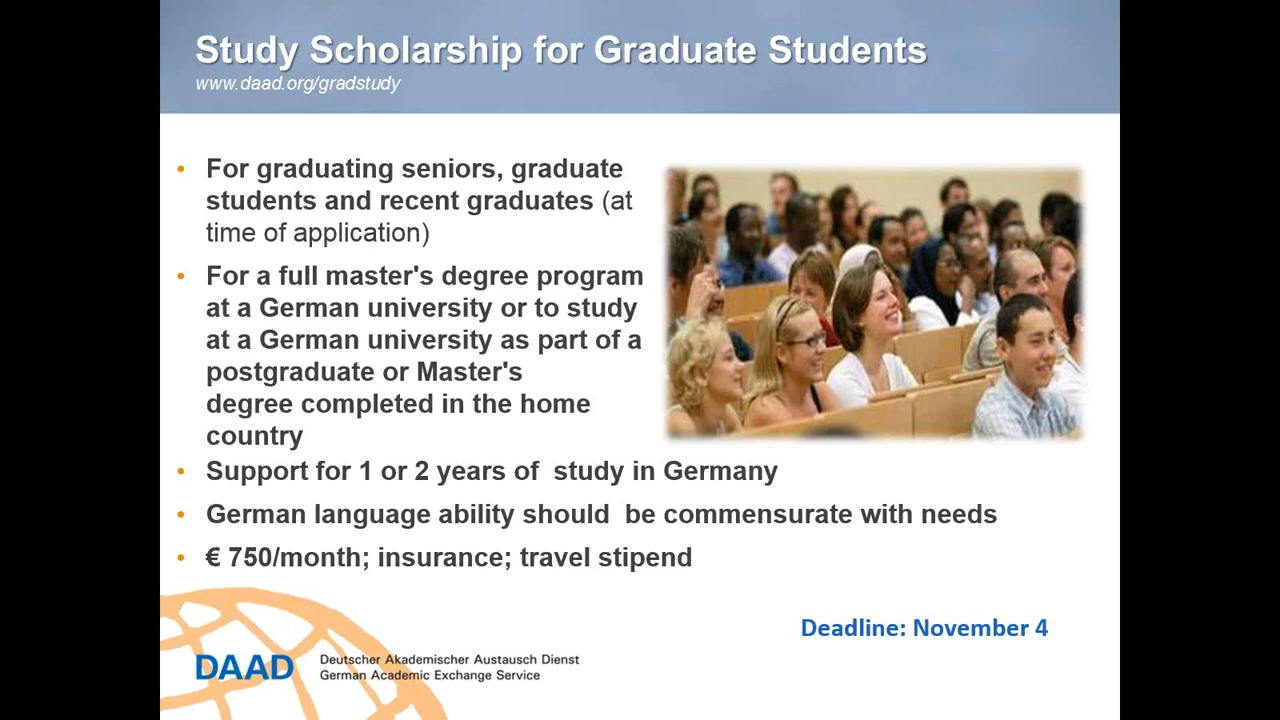 Study Scholarship for Graduate Students
www.daad.org/gradstudy
• For graduating seniors, graduate
students and recent graduates (at
time of application)
• For a full master's degree program
at a German university or to study
at a German university as part of a
postgraduate or Master's
degree completed in the home
country
• Support for 1 or 2 years of  study in Germany
• German language ability should  be commensurate with needs
• € 750/month; insurance; travel stipend
Deadline: November 4
DAAD
Deutscher Akademischer Austausch Dienst
German Academic Exchange Service